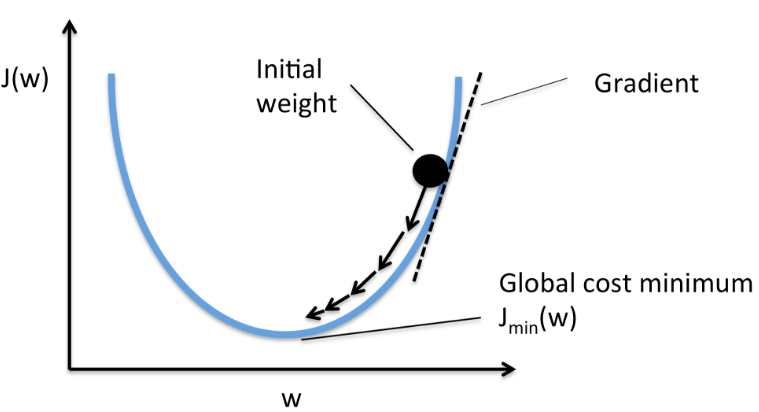 J(w)
Initial
weight
Gradient
Global cost minimum
Jmin(w)
w